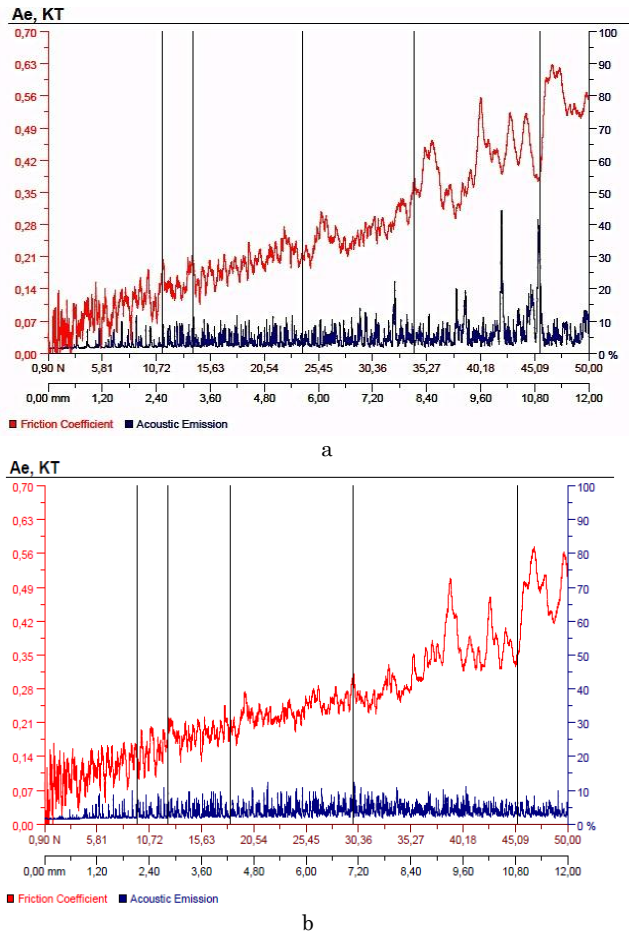 Ae, KT
0,70 100
0,63 90
0,56 80
0,49 70
0,42 60
0,35 50
0,28 40
0,21 30
0,14 20
0,07 10
0,00 0 %
0,90 N 5,81 10,72 15,63 20,54 25,45 30,36 35,27 40,18 45,09 50,00
0,00 mm 1,20 2,40 3,60 4,80 6,00 7,20 8,40 9,60 10,80 12,00
Friction Coefficient Acoustic Emission
a
Ae, KT
0,70 100
0,63 90
0,56 80
0,49 70
0,42 60
0,35 50
0,28 40
0,21 30
0,14 20
0,07 10
0,00 0 %
0,90 N 5,81 10,72 15,63 20,54 25,45 30,36 35,27 40,18 45,09 50,00
0,00 mm 1,20 2,40 3,60 4,80 6,00 7,20 8,40 9,60 10,80 12,00
Friction Coefficient Acoustic Emission
b